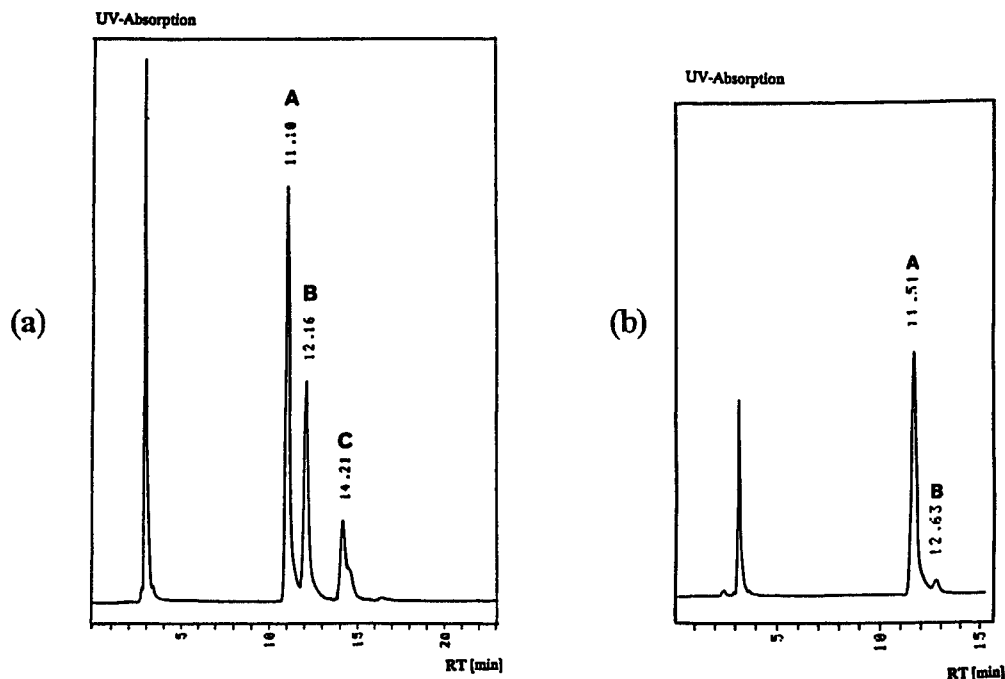 UV-Absorption
A
11.10
B
12.16
C
14.21
5
10
15
20
RT [min]
(a)
UV-Absorption
A
11.51
B
12.63
5
10
15
RT [min]
(b)